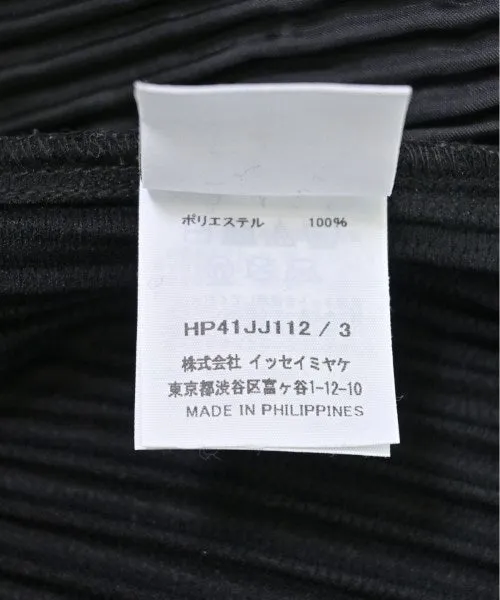 ポリエステル 100%
HP41JJ112 / 3
株式会社 イッセイミヤケ
東京都渋谷区富ヶ谷1-12-10
MADE IN PHILIPPINES